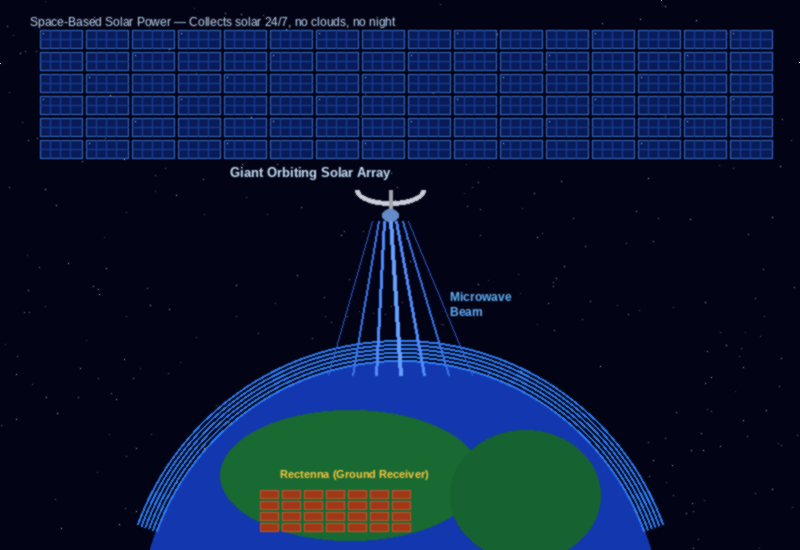 Space-Based Solar Power — Collects solar 24/7, no clouds, no night
Giant Orbiting Solar Array
Microwave
Beam
Rectenna (Ground Receiver)